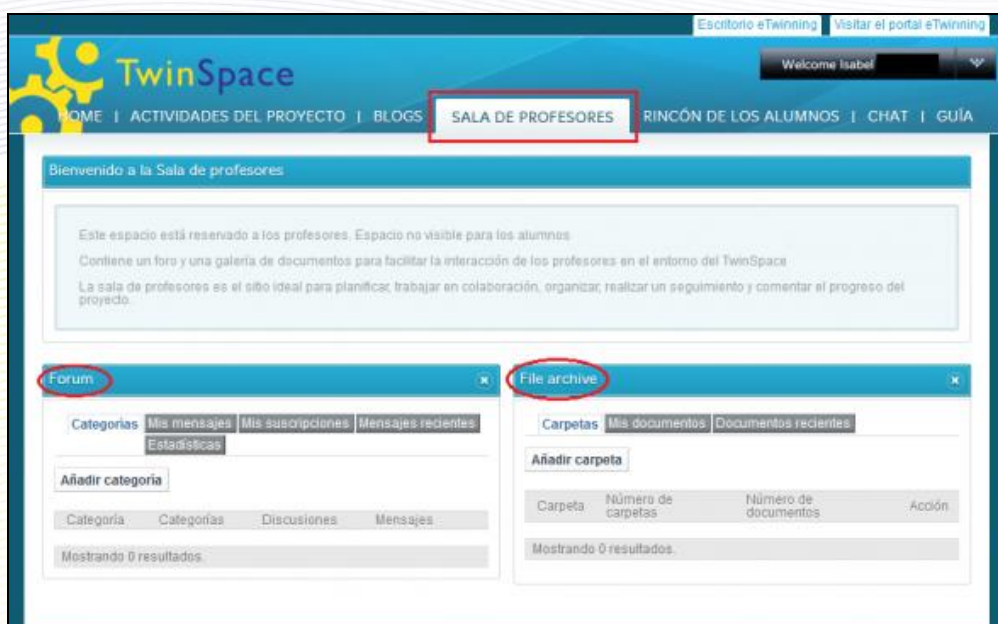 Escritorio eTwinning Visitar el portal eTwinning
TwinSpace
Welcome Isabel
HOME | ACTIVIDADES DEL PROYECTO | BLOGS SALA DE PROFESORES RINCÓN DE LOS ALUMNOS | CHAT | GUÍA
Bienvenido a la Sala de profesores
Este espacio está reservado a los profesores. Espacio no visible para los alumnos.
Contiene un foro y una galería de documentos para facilitar la interacción de los profesores en el entorno del TwinSpace
La sala de profesores es el sitio ideal para planificar, trabajar en colaboración, organizar, realizar un seguimiento y comentar el progreso del
proyecto.
Forum
Categorías Mis mensajes Mis suscripciones Mensajes recientes
Estadísticas
Añadir categoría
Categoría Categorías Discusiones Mensajes
Mostrando 0 resultados.
File archive
Carpetas Mis documentos Documentos recientes
Añadir carpeta
Carpeta Número de carpetas Número de documentos Acción
Mostrando 0 resultados.